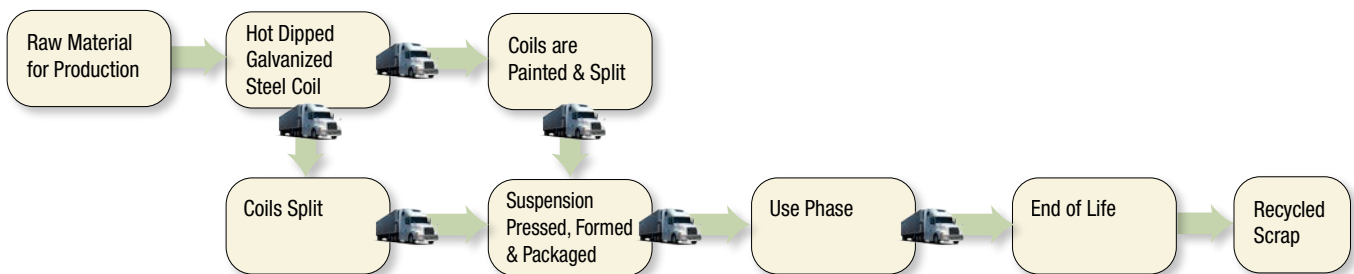 Raw Material
for Production
Hot Dipped
Galvanized
Steel Coil
Coils are
Painted & Split
Coils Split
Suspension
Pressed, Formed
& Packaged
Use Phase
End of Life
Recycled
Scrap